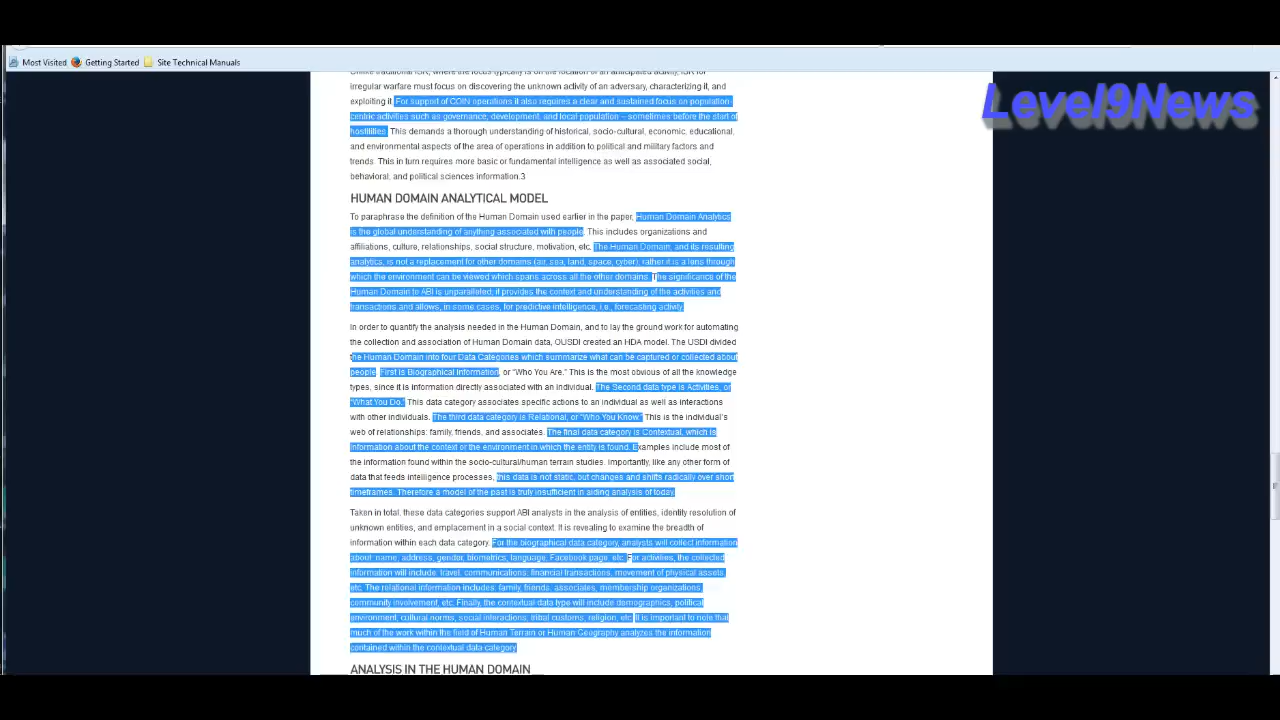 Level9News
Most Visited Getting Started Site Technical Manuals
Unlike traditional ISR, where the focus typically is on the location of an anticipated activity, ISR for
irregular warfare must focus on discovering the unknown activity of an adversary, characterizing it, and
exploiting it. For support of COIN operations it also requires a clear and sustained focus on population-
centric activities such as governance, development, and local population – sometimes before the start of
hostilities. This demands a thorough understanding of historical, socio-cultural, economic, educational,
and environmental aspects of the area of operations in addition to political and military factors and
trends. This in turn requires more basic or fundamental intelligence as well as associated social,
behavioral, and political sciences information.3
HUMAN DOMAIN ANALYTICAL MODEL
To paraphrase the definition of the Human Domain used earlier in the paper, Human Domain Analytics
is the global understanding of anything associated with people. This includes organizations and
affiliations, culture, relationships, social structure, motivation, etc. The Human Domain, and its resulting
analytics, is not a replacement for other domains (air, sea, land, space, cyber); rather it is a lens through
which the environment can be viewed which spans across all the other domains. The significance of the
Human Domain to ABI is unparalleled; it provides the context and understanding of the activities and
transactions and allows, in some cases, for predictive intelligence, i.e., forecasting activity.
In order to quantify the analysis needed in the Human Domain, and to lay the ground work for automating
the collection and association of Human Domain data, OUSDI created an HDA model. The USDI divided
the Human Domain into four Data Categories which summarize what can be captured or collected about
people. First is Biographical information, or “Who You Are.” This is the most obvious of all the knowledge
types, since it is information directly associated with an individual. The Second data type is Activities, or
“What You Do.” This data category associates specific actions to an individual as well as interactions
with other individuals. The third data category is Relational, or “Who You Know.” This is the individual's
web of relationships: family, friends, and associates. The final data category is Contextual, which is
information about the context or the environment in which the entity is found. Examples include most of
the information found within the socio-cultural/human terrain studies. Importantly, like any other form of
data that feeds intelligence processes, this data is not static, but changes and shifts radically over short
timeframes. Therefore a model of the past is truly insufficient in aiding analysis of today.
Taken in total, these data categories support ABI analysts in the analysis of entities, identity resolution of
unknown entities, and emplacement in a social context. It is revealing to examine the breadth of
information within each data category. For the biographical data category, analysts will collect information
about: name, address, gender, biometrics, language, Facebook page, etc. For activities, the collected
information will include: travel, communications; financial transactions, movement of physical assets,
etc. The relational information includes: family, friends, associates, membership organizations,
community involvement, etc. Finally, the contextual data type will include demographics, political
environment, cultural norms, social interactions; tribal customs, religion, etc. It is important to note that
much of the work within the field of Human Terrain or Human Geography analyzes the information
contained within the contextual data category.
ANALYSIS IN THE HUMAN DOMAIN